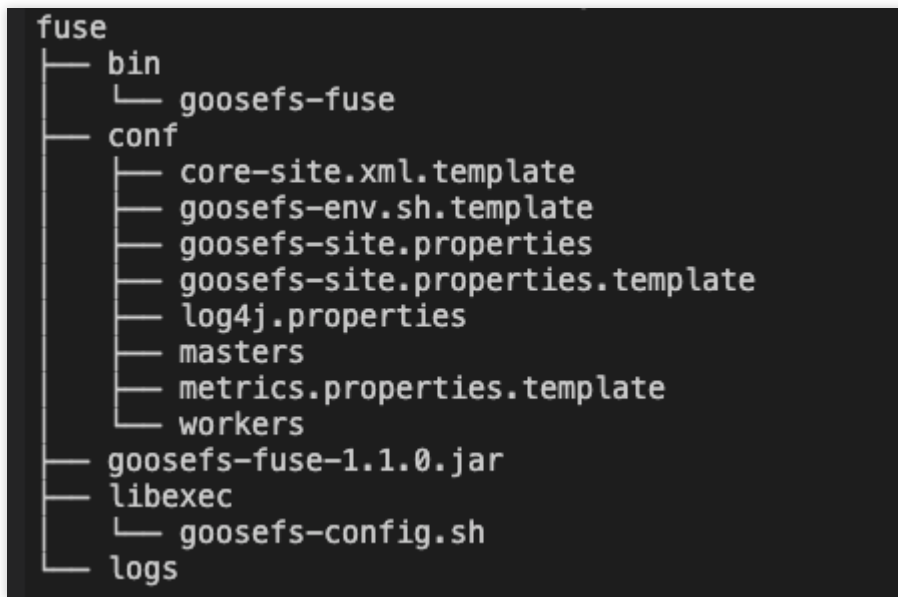 fuse
├── bin
│   └── goosefs-fuse
├── conf
│   ├── core-site.xml.template
│   ├── goosefs-env.sh.template
│   ├── goosefs-site.properties
│   ├── goosefs-site.properties.template
│   ├── log4j.properties
│   ├── masters
│   ├── metrics.properties.template
│   └── workers
├── goosefs-fuse-1.1.0.jar
├── libexec
│   └── goosefs-config.sh
└── logs